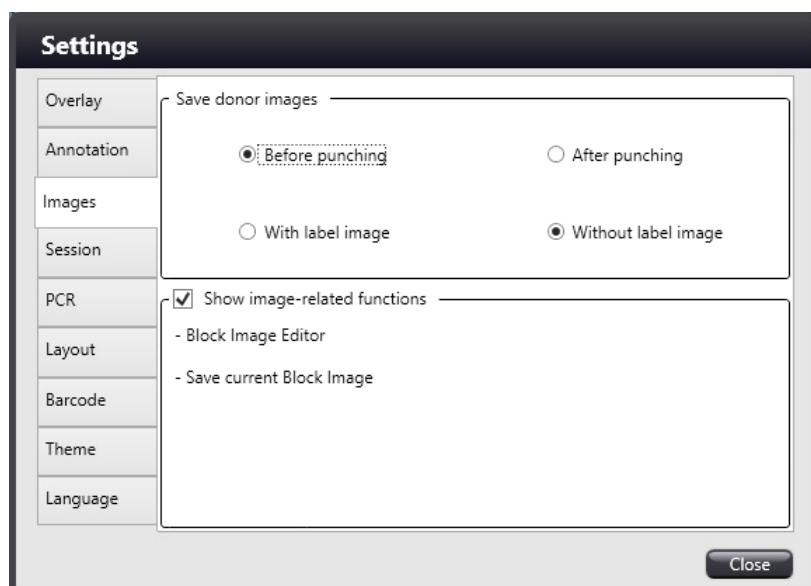 Settings
Overlay
Annotation
Images
Session
PCR
Layout
Barcode
Theme
Language
Save donor images
Before punching
After punching
With label image
Without label image
Show image-related functions
- Block Image Editor
- Save current Block Image
Close